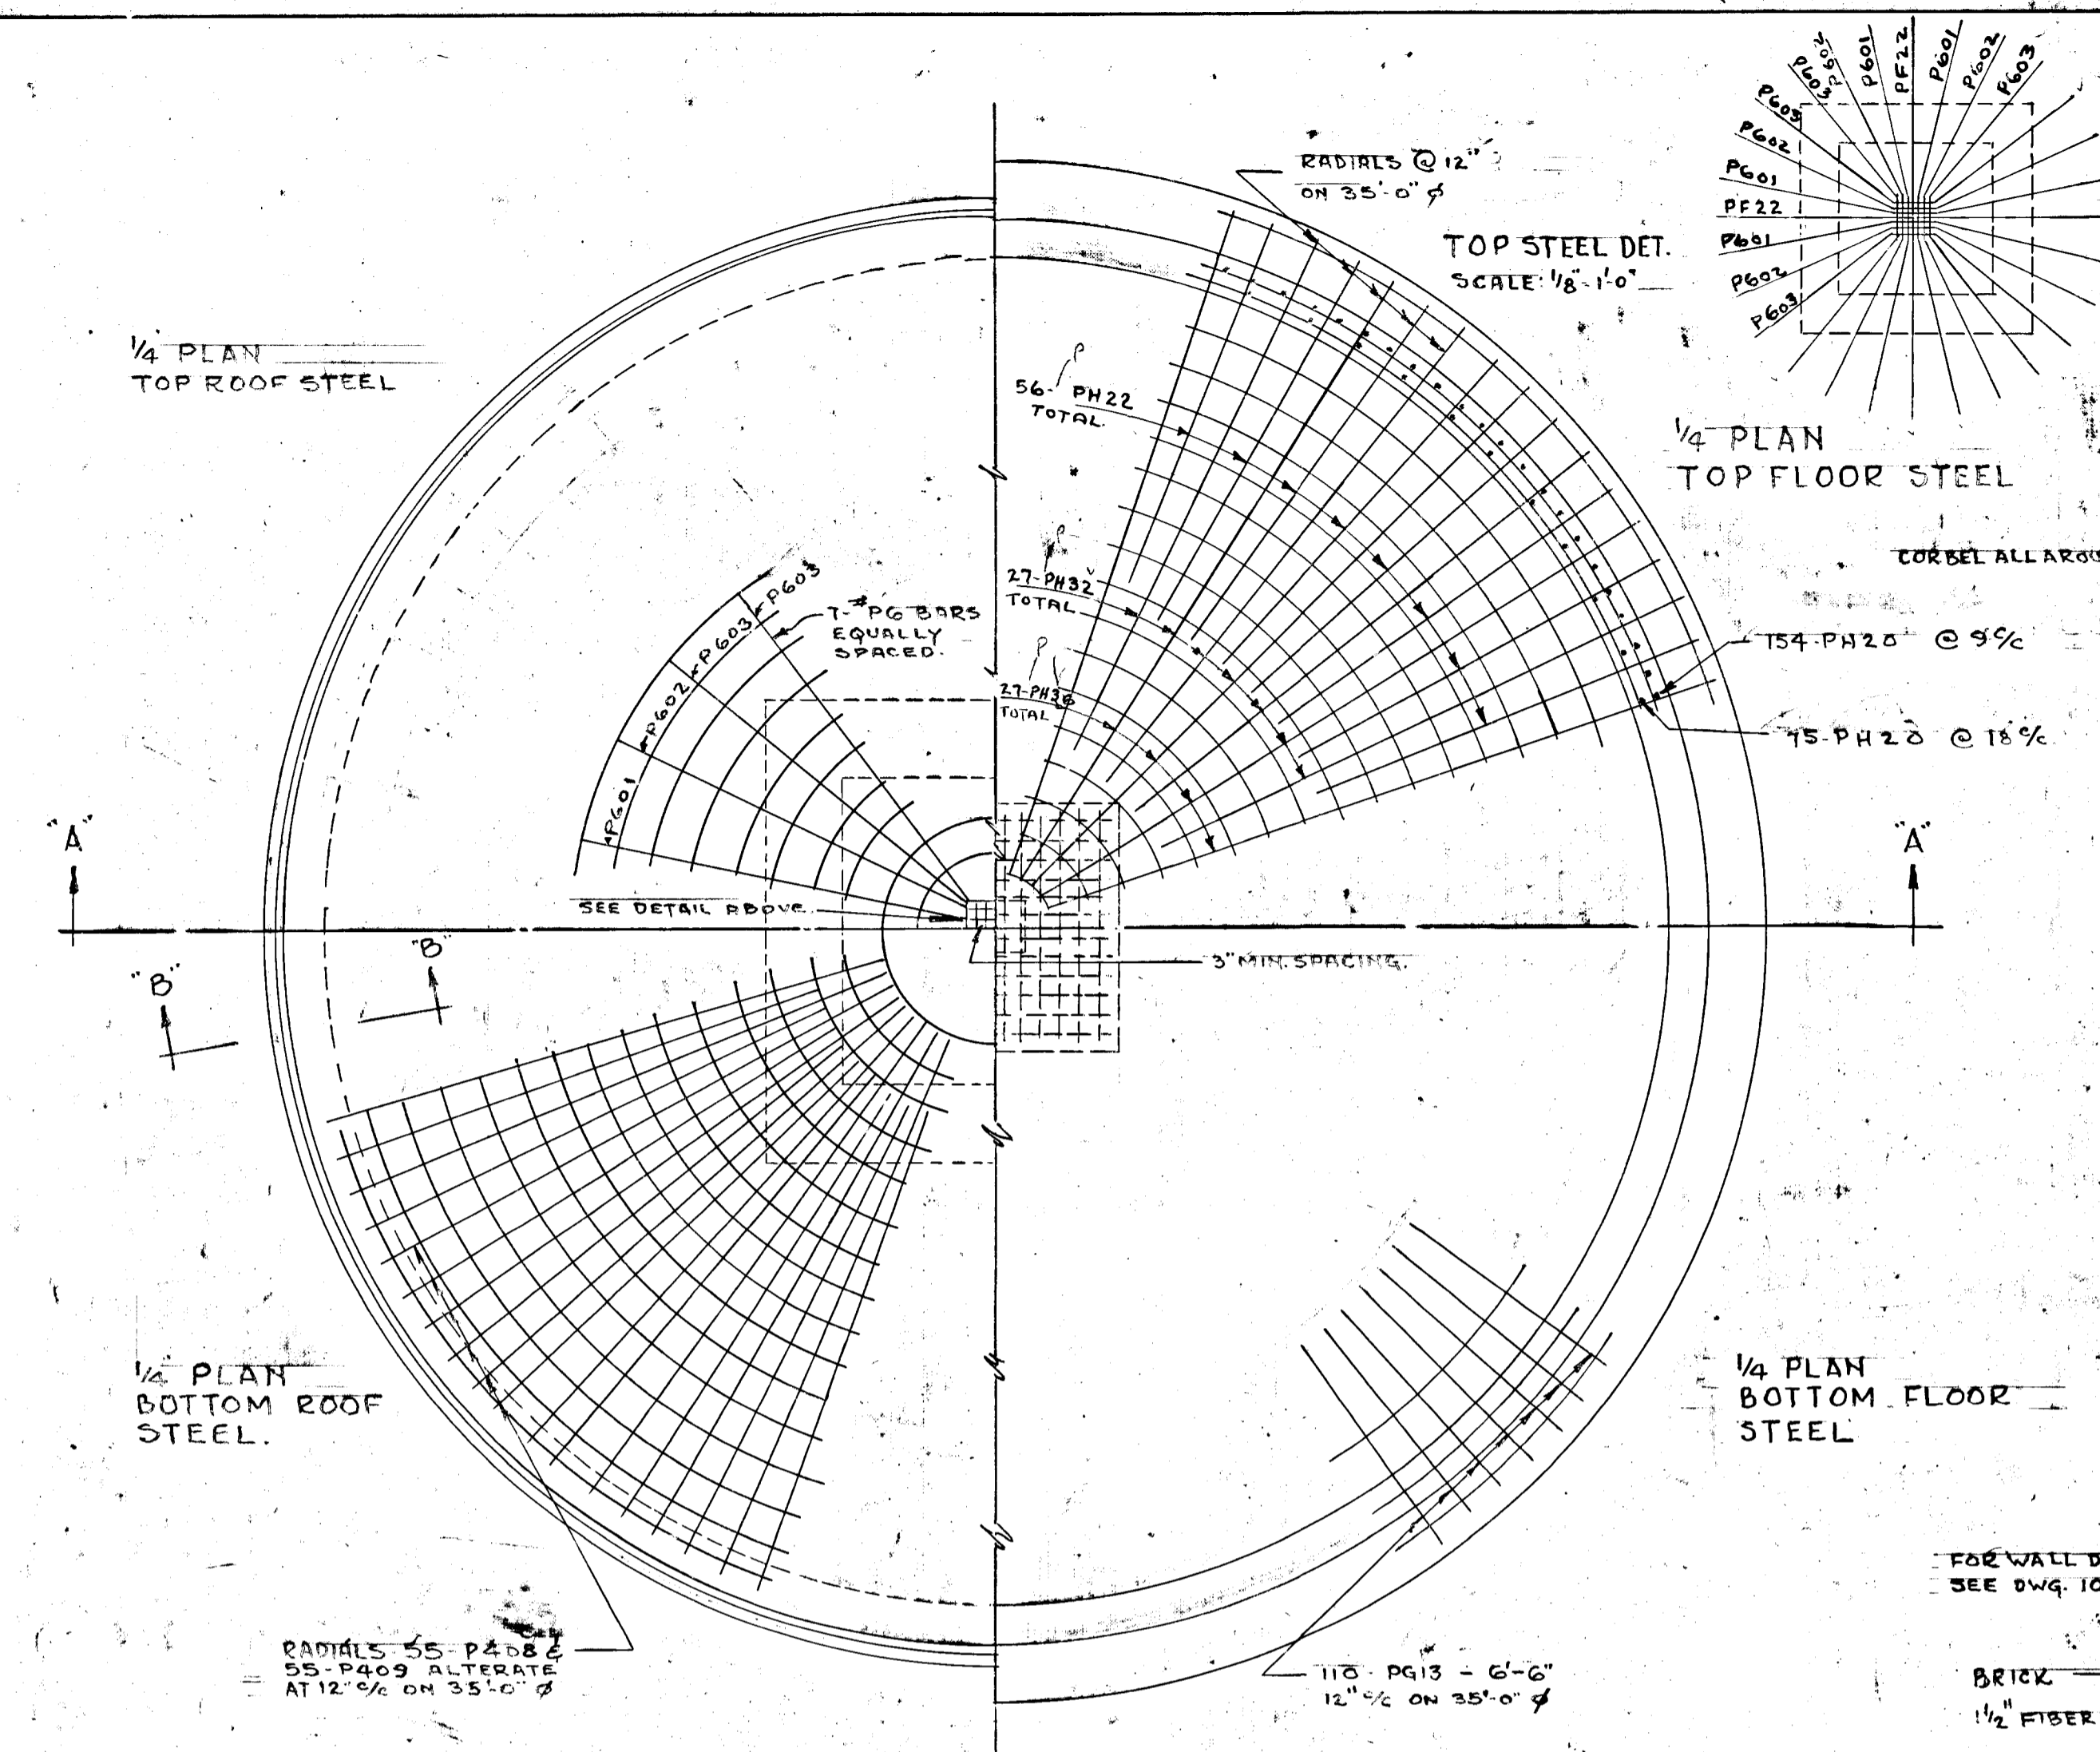 P602
P603
P601
PF22
P601
P602
P603
P603
P602
P601
PF22
P601
P602
P603
RADIALS @ 12"
ON 35'-0" ϕ
TOP STEEL DET.
SCALE: 1/8"-1'-0"
1/4 PLAN
TOP ROOF STEEL
56- PH22
TOTAL.
1/4 PLAN
TOP FLOOR STEEL
CORBEL ALL AROU
27-PH32
TOTAL
P603
P603
P602
P601
7-#PG BARS
EQUALLY
SPACED.
154-PH20 @ 9 c/c
27-PH36
TOTAL
75-PH20 @ 18 c/c
"A"
"A"
SEE DETAIL ABOVE
"B"
"B"
3" MIN. SPACING.
1/4 PLAN
BOTTOM ROOF
STEEL.
1/4 PLAN
BOTTOM FLOOR
STEEL
FOR WALL D
SEE DWG. 10
RADIALS 55-P408 &
55-P409 ALTERATE
AT 12" c/c ON 35'-0" ϕ
110 - PG13 - 6'-6"
12" c/c ON 35'-0" ϕ
BRICK
1 1/2" FIBER